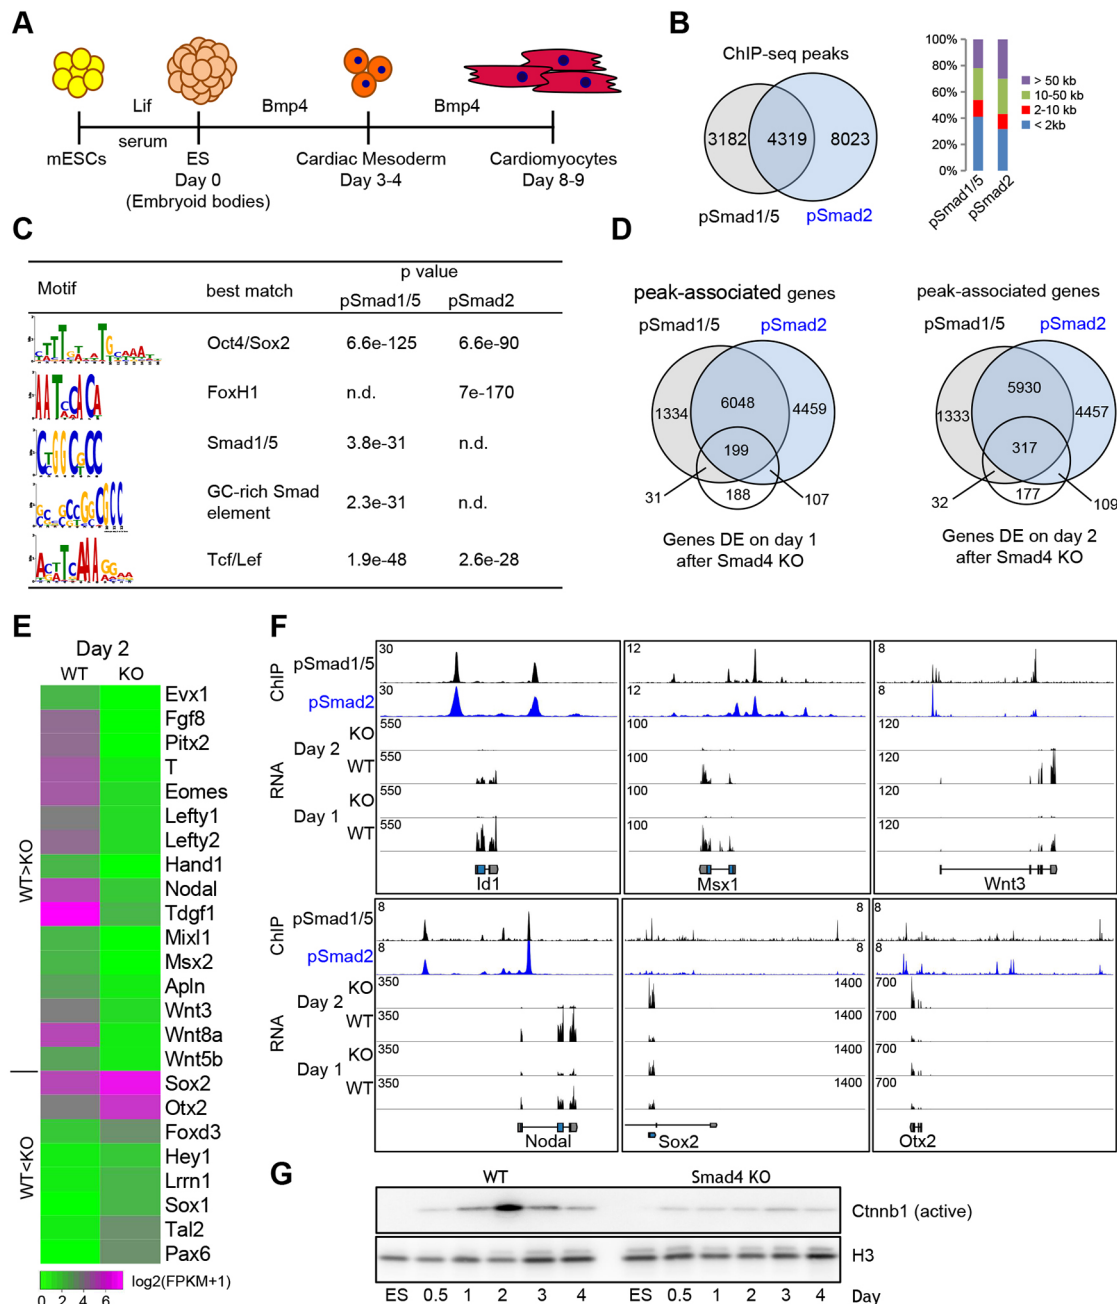 A
Lif
Bmp4
Bmp4
serum
mESCs
ES
Day 0
(Embryoid bodies)
Cardiac Mesoderm
Day 3-4
Cardiomyocytes
Day 8-9
B
ChIP-seq peaks
3182
4319
8023
pSmad1/5
pSmad2
100%
80%
60%
40%
20%
0%
> 50 kb
10-50 kb
2-10 kb
< 2kb
pSmad1/5
pSmad2
C
p value
Motif
best match
pSmad1/5
pSmad2
Oct4/Sox2
6.6e-125
6.6e-90
FoxH1
n.d.
7e-170
Smad1/5
3.8e-31
n.d.
GC-rich Smad
element
2.3e-31
n.d.
Tcf/Lef
1.9e-48
2.6e-28
D
peak-associated genes
pSmad1/5
pSmad2
1334
6048
4459
199
31
188
107
Genes DE on day 1
after Smad4 KO
peak-associated genes
pSmad1/5
pSmad2
1333
5930
4457
317
32
177
109
Genes DE on day 2
after Smad4 KO
E
Day 2
WT
KO
WT>KO
Evx1
Fgf8
Pitx2
T
Eomes
Lefty1
Lefty2
Hand1
Nodal
Tdgf1
Mixl1
Msx2
Apln
Wnt3
Wnt8a
Wnt5b
WT<KO
Sox2
Otx2
Foxd3
Hey1
Lrrn1
Sox1
Tal2
Pax6
log2(FPKM+1)
0 2 4 6
F
ChIP
pSmad1/5
pSmad2
RNA
Day 2
KO
WT
Day 1
KO
WT
30
30
550
550
550
550
Id1
12
12
100
100
100
100
Msx1
8
8
120
120
120
120
Wnt3
ChIP
pSmad1/5
pSmad2
RNA
Day 2
KO
WT
Day 1
KO
WT
8
8
350
350
350
350
Nodal
8
8
1400
1400
1400
1400
Sox2
8
8
700
700
700
700
Otx2
G
WT
Smad4 KO
Ctnnb1 (active)
H3
ES 0.5 1 2 3 4 ES 0.5 1 2 3 4 Day